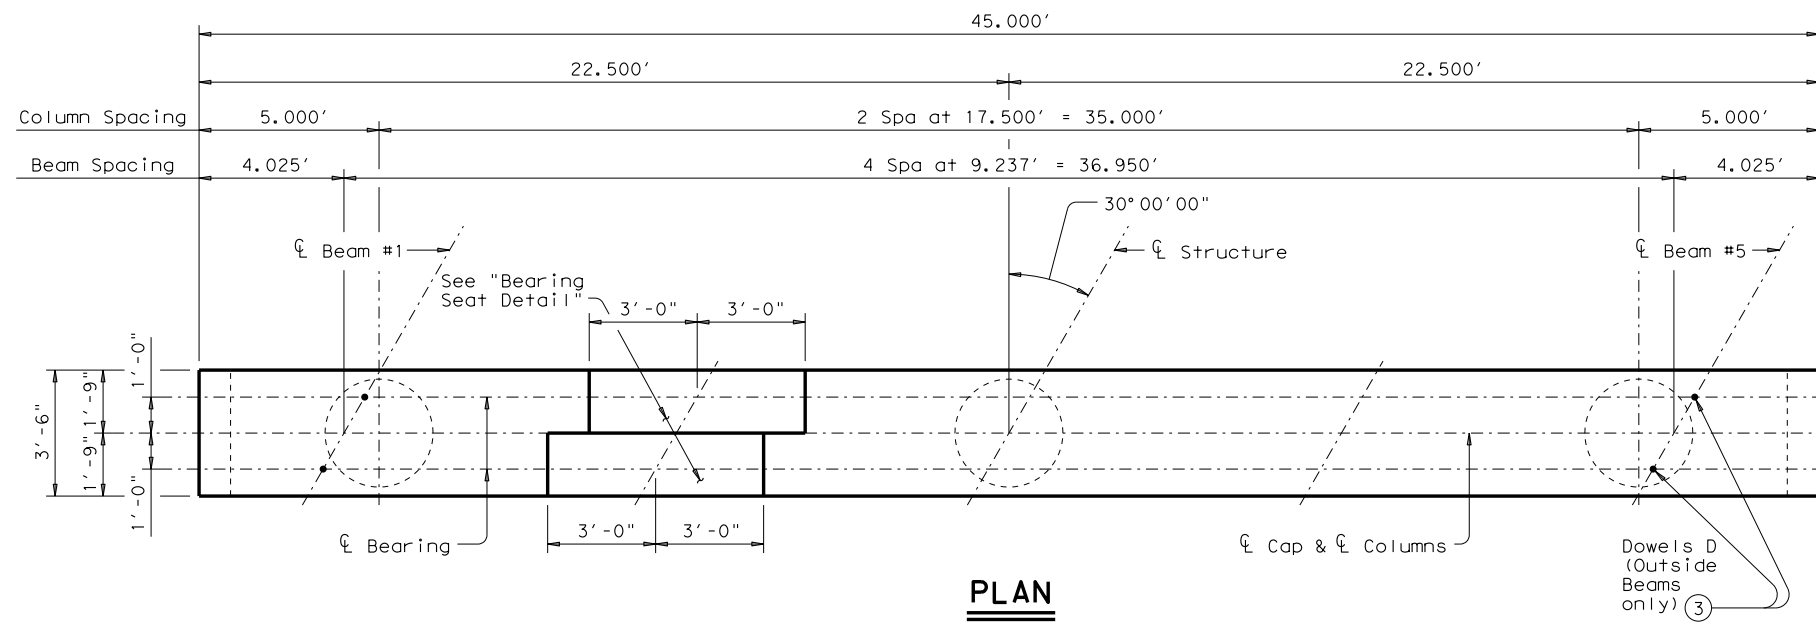 45.000′
22.500′ 22.500′
Column Spacing 5.000′ 2 Spa at 17.500′ = 35.000′ 5.000′
Beam Spacing 4.025′ 4 Spa at 9.237′ = 36.950′ 4.025′
30°00′00"
℄ Beam #1
℄ Structure
℄ Beam #5
See "Bearing
Seat Detail"
3′-0" 3′-0"
1′-0"
1′-9"
3′-6"
1′-9"
1′-0"
3′-0" 3′-0"
℄ Bearing
℄ Cap & ℄ Columns
Dowels D
(Outside
Beams
only) 3
PLAN